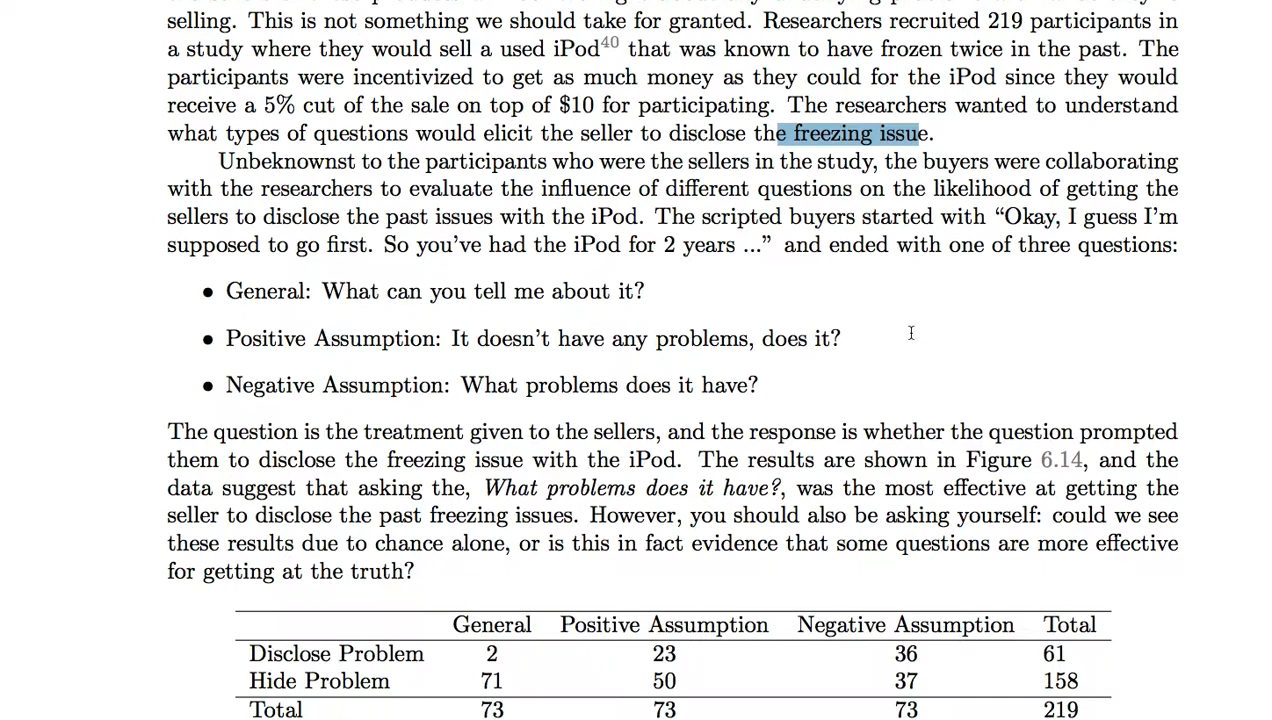 selling. This is not something we should take for granted. Researchers recruited 219 participants in
a study where they would sell a used iPod40 that was known to have frozen twice in the past. The
participants were incentivized to get as much money as they could for the iPod since they would
receive a 5% cut of the sale on top of $10 for participating. The researchers wanted to understand
what types of questions would elicit the seller to disclose the freezing issue.
Unbeknownst to the participants who were the sellers in the study, the buyers were collaborating
with the researchers to evaluate the influence of different questions on the likelihood of getting the
sellers to disclose the past issues with the iPod. The scripted buyers started with “Okay, I guess I’m
supposed to go first. So you’ve had the iPod for 2 years ...” and ended with one of three questions:
• General: What can you tell me about it?
• Positive Assumption: It doesn’t have any problems, does it?
• Negative Assumption: What problems does it have?
The question is the treatment given to the sellers, and the response is whether the question prompted
them to disclose the freezing issue with the iPod. The results are shown in Figure 6.14, and the
data suggest that asking the, What problems does it have?, was the most effective at getting the
seller to disclose the past freezing issues. However, you should also be asking yourself: could we see
these results due to chance alone, or is this in fact evidence that some questions are more effective
for getting at the truth?
General Positive Assumption Negative Assumption Total
Disclose Problem 2 23 36 61
Hide Problem 71 50 37 158
Total 73 73 73 219